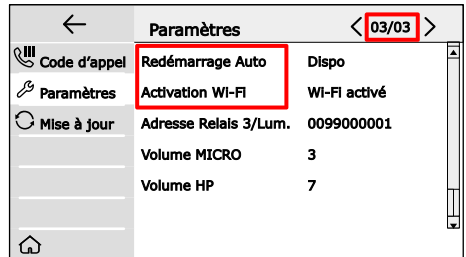 Paramètres
03/03
Code d'appel
Paramètres
Mise à jour
Redémarrage Auto Dispo
Activation Wi-Fi Wi-Fi activé
Adresse Relais 3/Lum. 0099000001
Volume MICRO 3
Volume HP 7